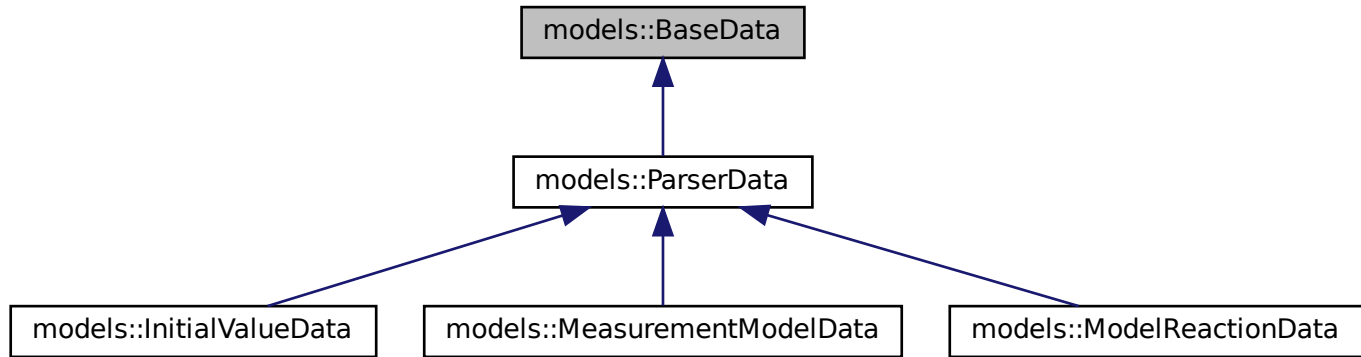 models::BaseData
models::ParserData
models::InitialValueData
models::MeasurementModelData
models::ModelReactionData